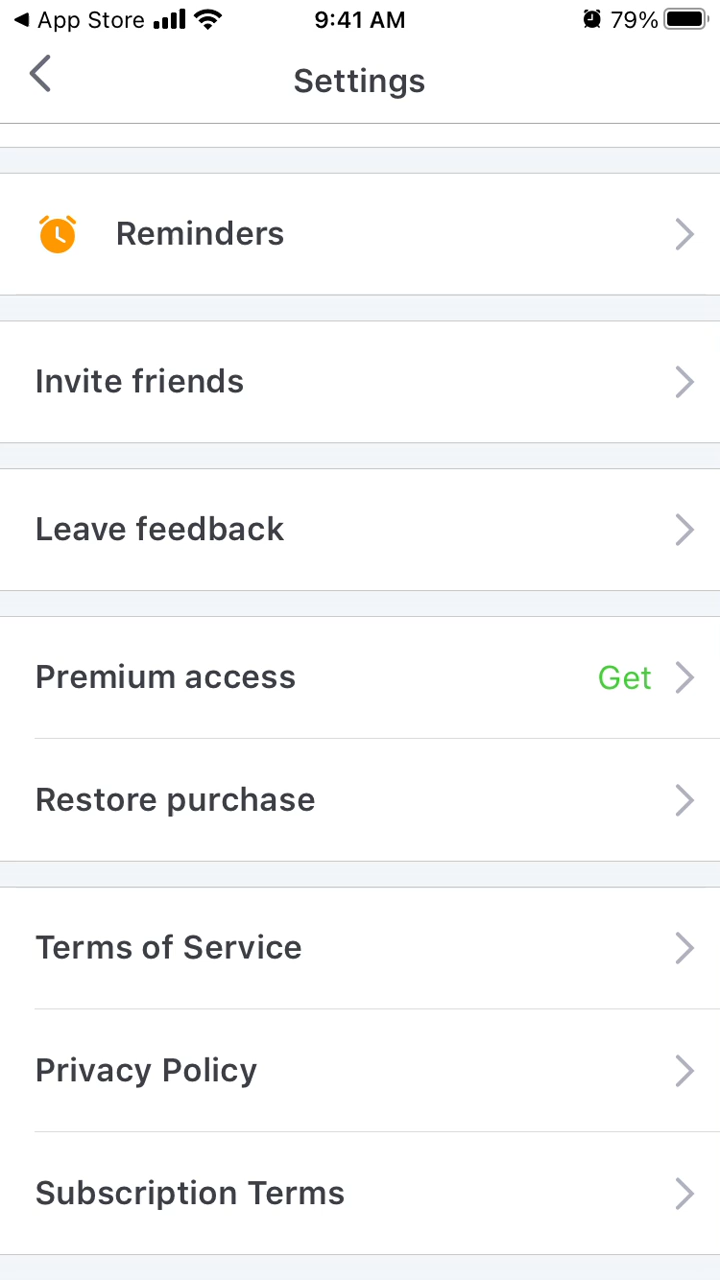 App Store 9:41 AM 79%
Settings
Reminders
Invite friends
Leave feedback
Premium access Get
Restore purchase
Terms of Service
Privacy Policy
Subscription Terms